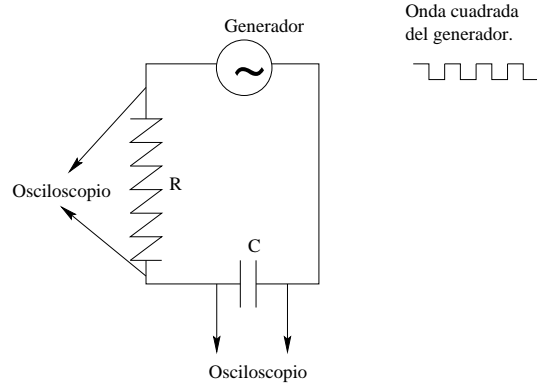 Generador
Onda cuadrada
del generador.
Osciloscopio
R
C
Osciloscopio